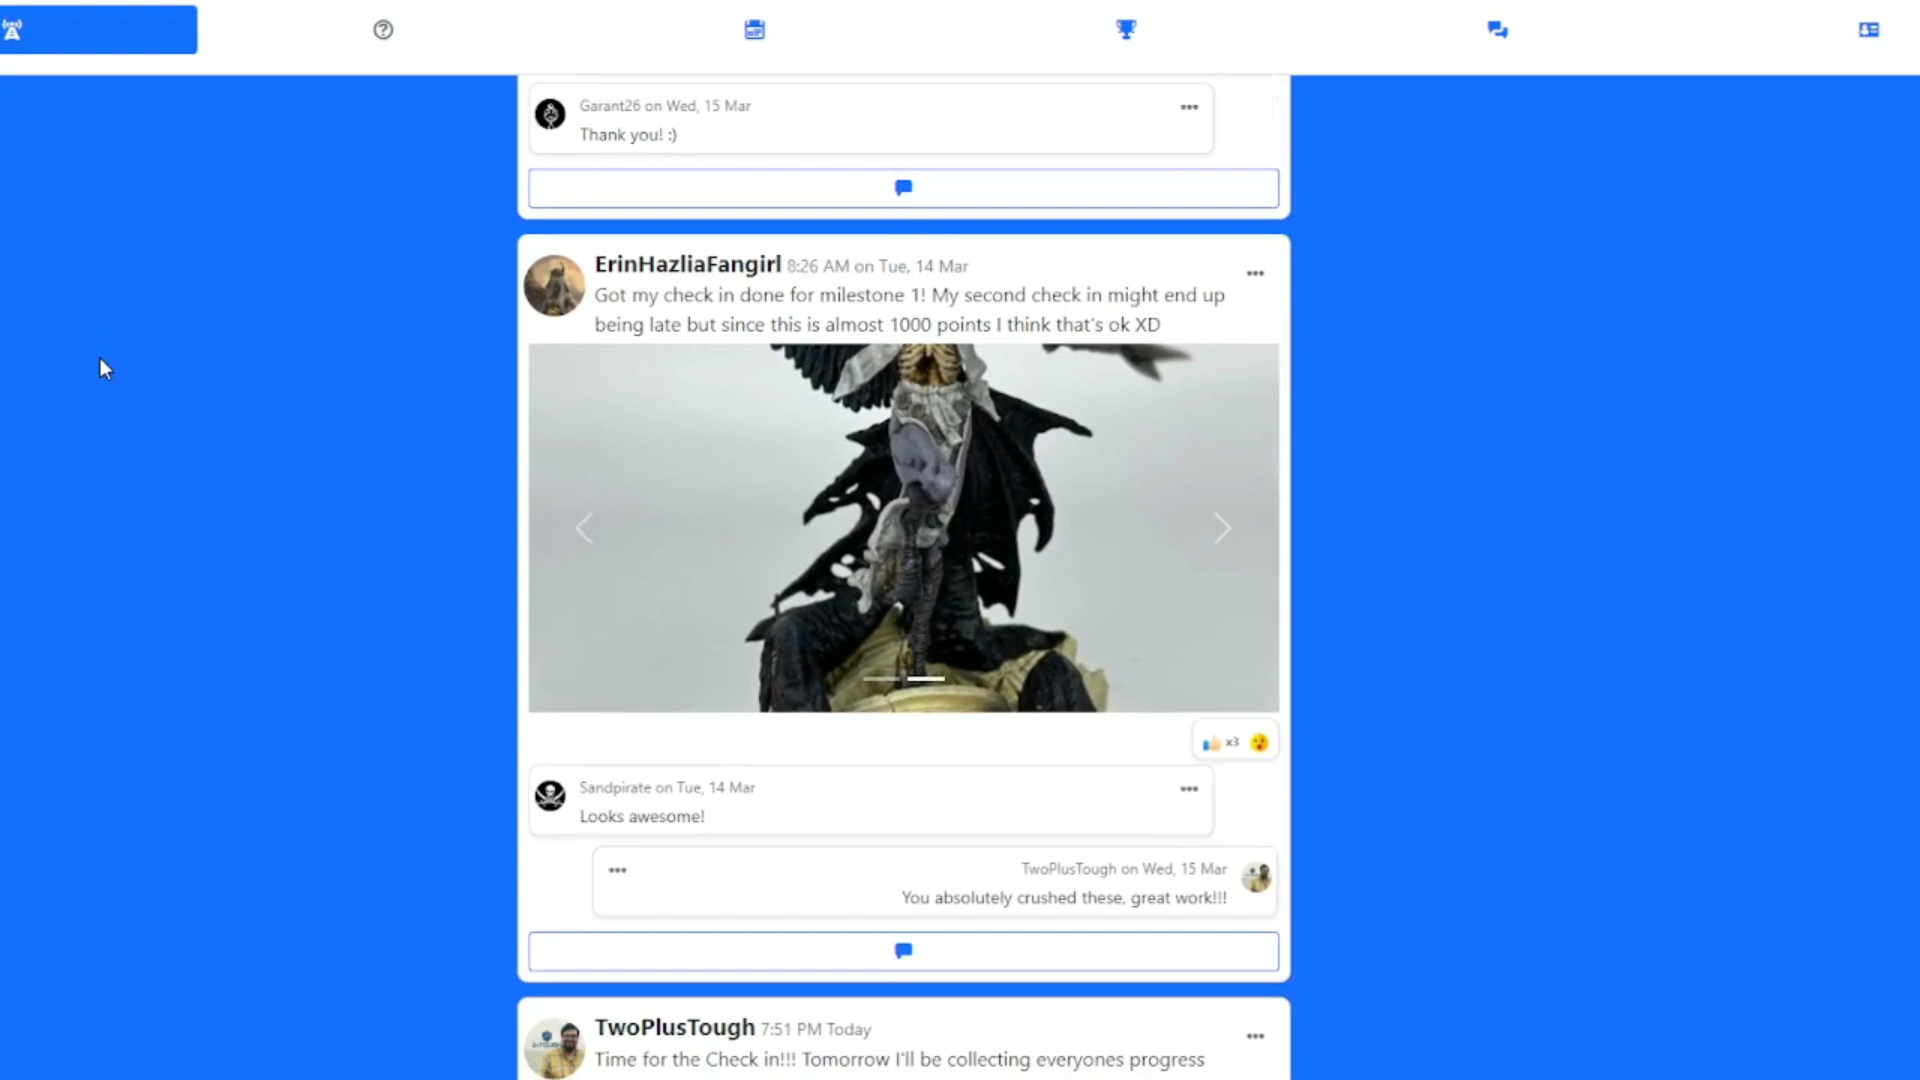 Garant26 on Wed, 15 Mar
Thank you! :)
ErinHazliaFangirl 8:26 AM on Tue, 14 Mar
Got my check in done for milestone 1! My second check in might end up
being late but since this is almost 1000 points I think that's ok XD
x3
Sandpirate on Tue, 14 Mar
Looks awesome!
TwoPlusTough on Wed, 15 Mar
You absolutely crushed these, great work!!!
TwoPlusTough 7:51 PM Today
Time for the Check in!!! Tomorrow I'll be collecting everyones progress